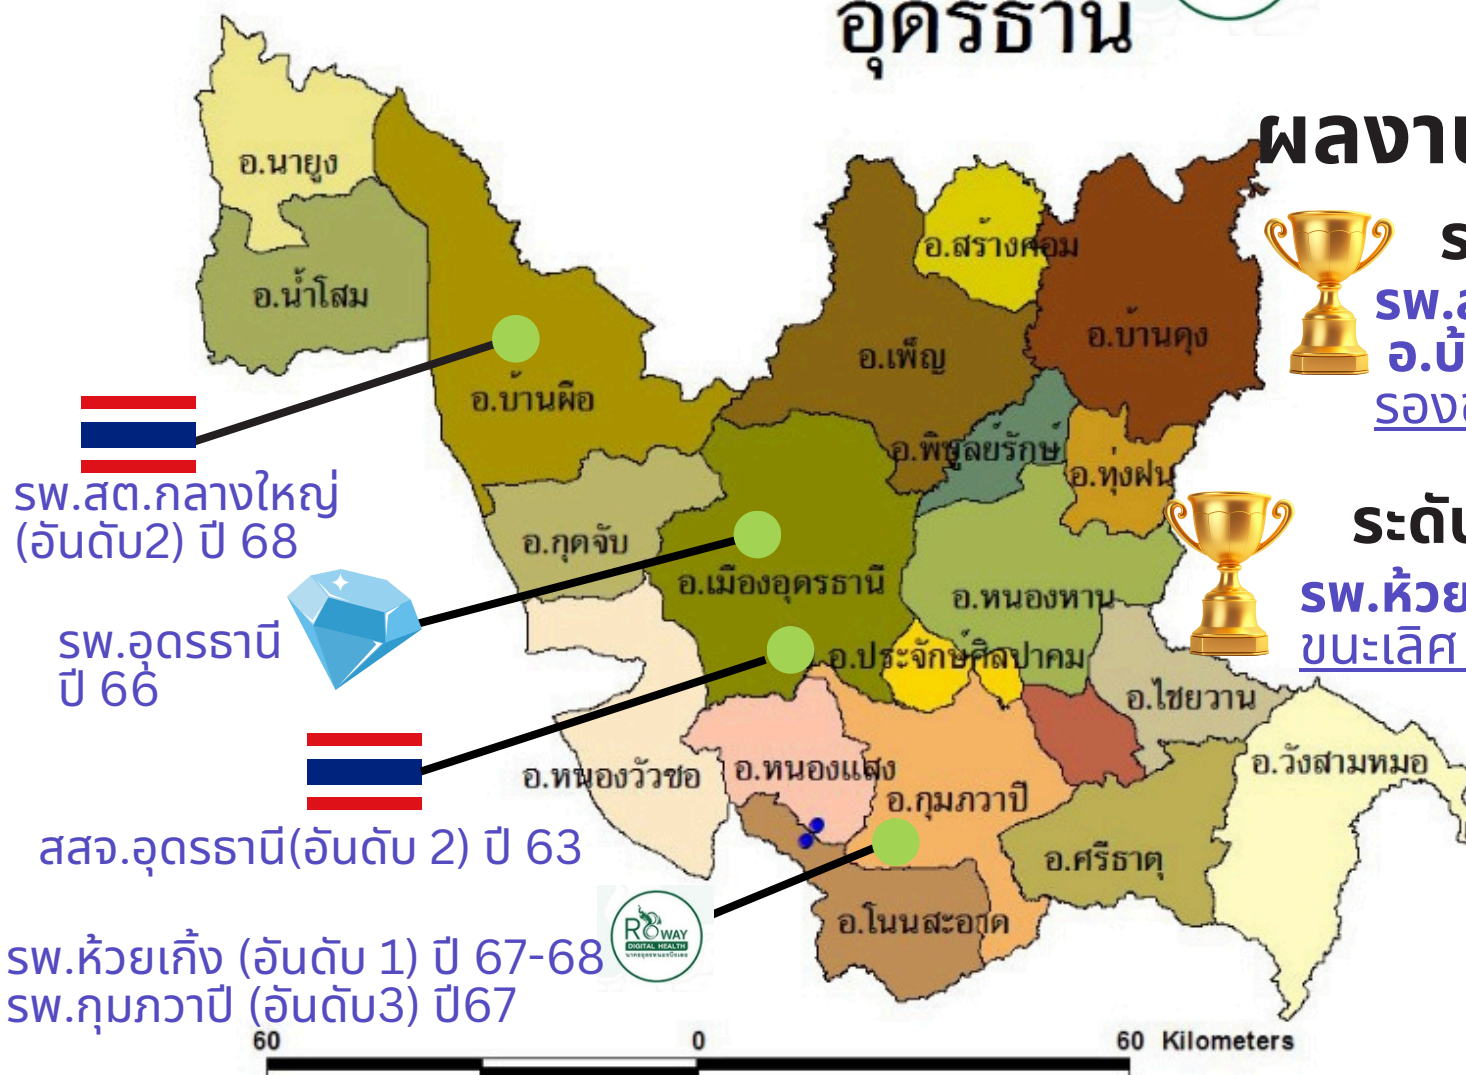 อุดรธาน
ผลงาน
อ.นายูง
อ.สร้างคอม
อ.น้ำโสม
รพ.ส
อ.บ้านดุง
อ.เพ็ญ
อ.บ้
อ.บ้านผือ
รองอ
อ.พิบูลย์รักษ์
อ.ทุ่งฝน
รพ.สต.กลางใหญ่
(อันดับ2) ปี 68
ระดับ
อ.กุดจับ
อ.เมืองอุดรธานี
อ.หนองหาน
รพ.ห้วย
ชนะเลิศ
รพ.อุดรธานี
ปี 66
อ.ประจักษ์ศิลปาคม
อ.ไชยวาน
อ.หนองวัวซอ
อ.หนองแสง
อ.วังสามหมอ
อ.กุมภวาปี
สสจ.อุดรธานี(อันดับ 2) ปี 63
อ.ศรีธาตุ
อ.โนนสะอาด
R8WAY
DIGITAL HEALTH
รพ.ห้วยเกิ้ง (อันดับ 1) ปี 67-68
รพ.กุมภวาปี (อันดับ3) ปี67
60 0 60 Kilometers